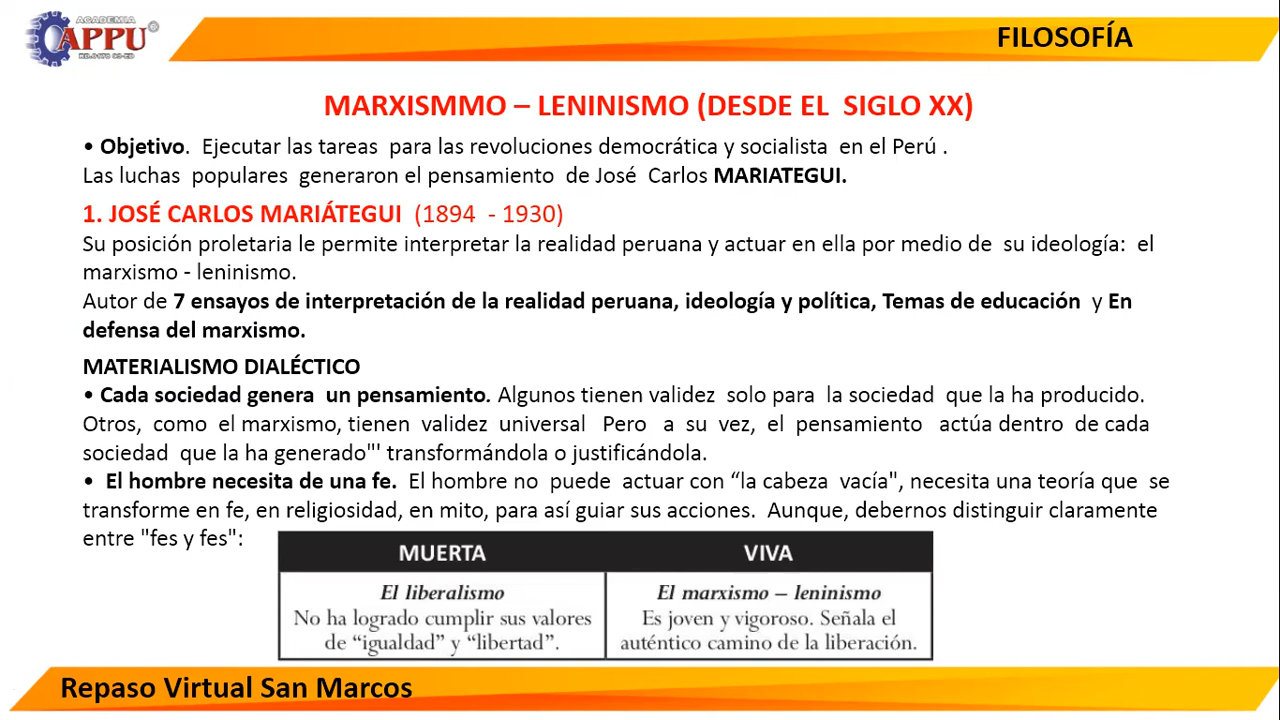 ACADEMIA
APPU
FILOSOFÍA
MARXISMMO – LENINISMO (DESDE EL SIGLO XX)
• Objetivo. Ejecutar las tareas para las revoluciones democrática y socialista en el Perú .
Las luchas populares generaron el pensamiento de José Carlos MARIATEGUI.
1. JOSÉ CARLOS MARIÁTEGUI (1894 - 1930)
Su posición proletaria le permite interpretar la realidad peruana y actuar en ella por medio de su ideología: el
marxismo - leninismo.
Autor de 7 ensayos de interpretación de la realidad peruana, ideología y política, Temas de educación y En
defensa del marxismo.
MATERIALISMO DIALÉCTICO
• Cada sociedad genera un pensamiento. Algunos tienen validez solo para la sociedad que la ha producido.
Otros, como el marxismo, tienen validez universal Pero a su vez, el pensamiento actúa dentro de cada
sociedad que la ha generado"' transformándola o justificándola.
• El hombre necesita de una fe. El hombre no puede actuar con “la cabeza vacía", necesita una teoría que se
transforme en fe, en religiosidad, en mito, para así guiar sus acciones. Aunque, debernos distinguir claramente
entre "fes y fes":
MUERTA VIVA
El liberalismo El marxismo – leninismo
No ha logrado cumplir sus valores Es joven y vigoroso. Señala el
de “igualdad” y “libertad”. auténtico camino de la liberación.
Repaso Virtual San Marcos